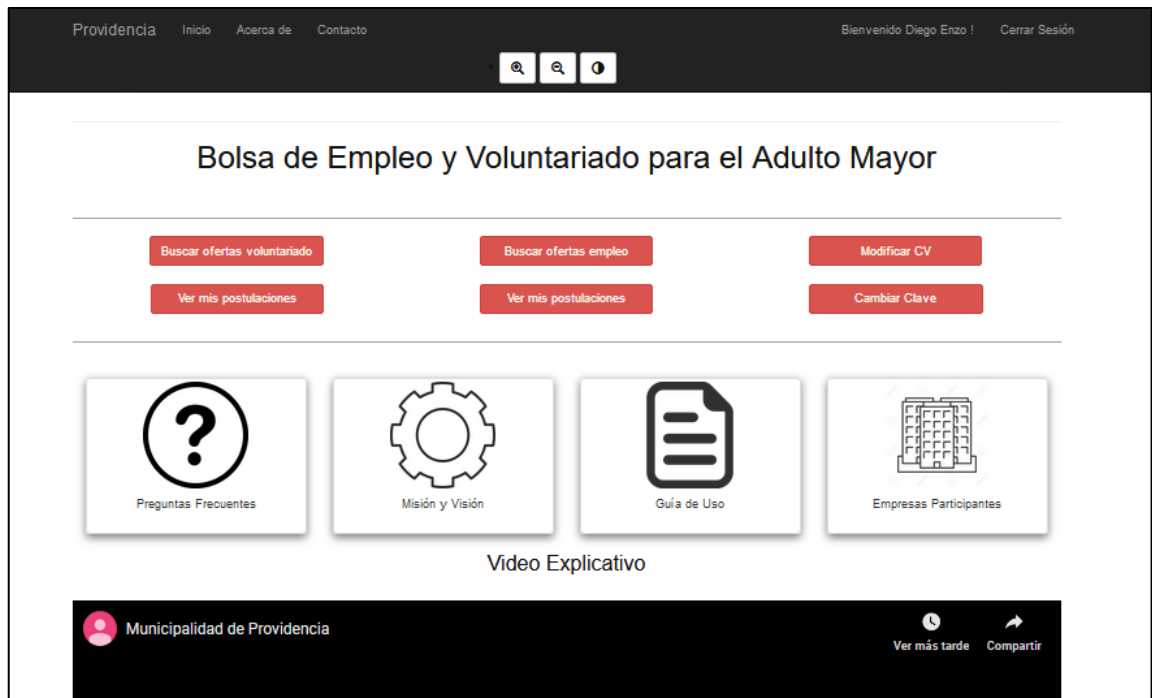 Providencia Inicio Acerca de Contacto Bienvenido Diego Enzo ! Cerrar Sesión
Bolsa de Empleo y Voluntariado para el Adulto Mayor
Buscar ofertas voluntariado Buscar ofertas empleo Modificar CV
Ver mis postulaciones Ver mis postulaciones Cambiar Clave
Preguntas Frecuentes Misión y Visión Guía de Uso Empresas Participantes
Video Explicativo
Municipalidad de Providencia
Ver más tarde Compartir